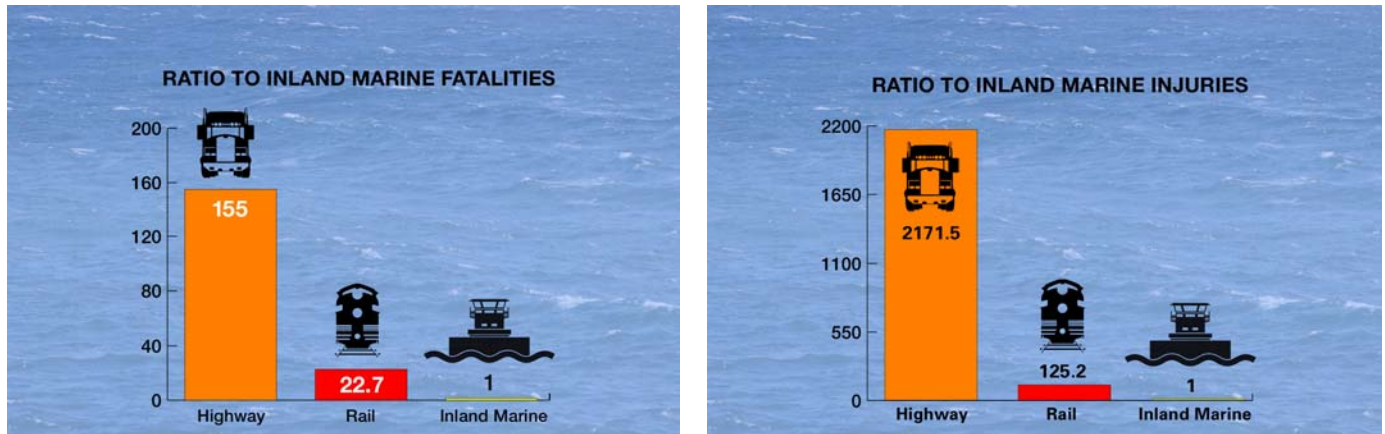 RATIO TO INLAND MARINE FATALITIES
200
160
120
80
40
0
155
22.7
1
Highway
Rail
Inland Marine
RATIO TO INLAND MARINE INJURIES
2200
1650
1100
550
0
2171.5
125.2
1
Highway
Rail
Inland Marine